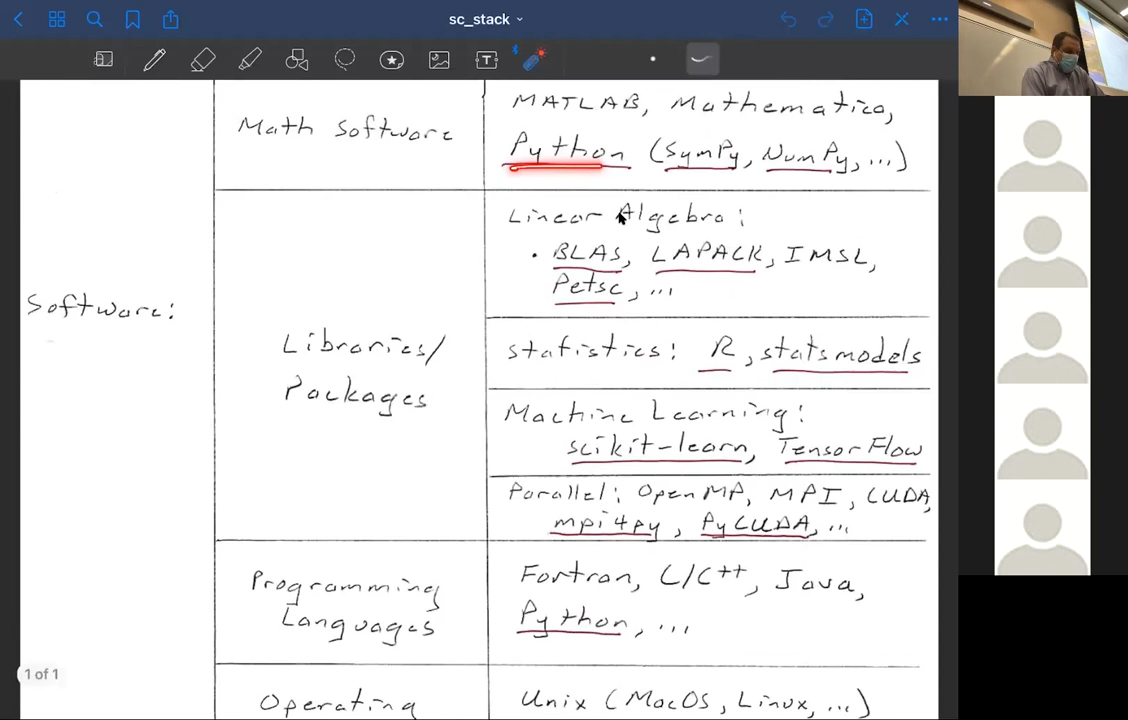 sc_stack
Math Software
MATLAB, Mathematica,
Python (SymPy, NumPy, ...)
Software:
Libraries/
Packages
Linear Algebra:
· BLAS, LAPACK, IMSL,
Petsc, ...
Statistics: R, statsmodels
Machine Learning:
scikit-learn, TensorFlow
Parallel: OpenMP, MPI, CUDA,
mpi4py, PyCUDA, ...
Programming
Languages
Fortran, C/C++, Java,
Python, ...
1 of 1
Operating
Unix (MacOS, Linux, ...)